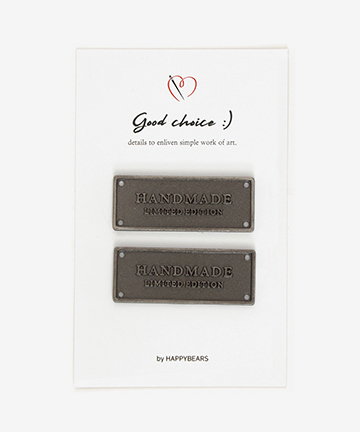 Good choice :)
details to enliven simple work of art.
HANDMADE
LIMITED EDITION
HANDMADE
LIMITED EDITION
by HAPPYBEARS